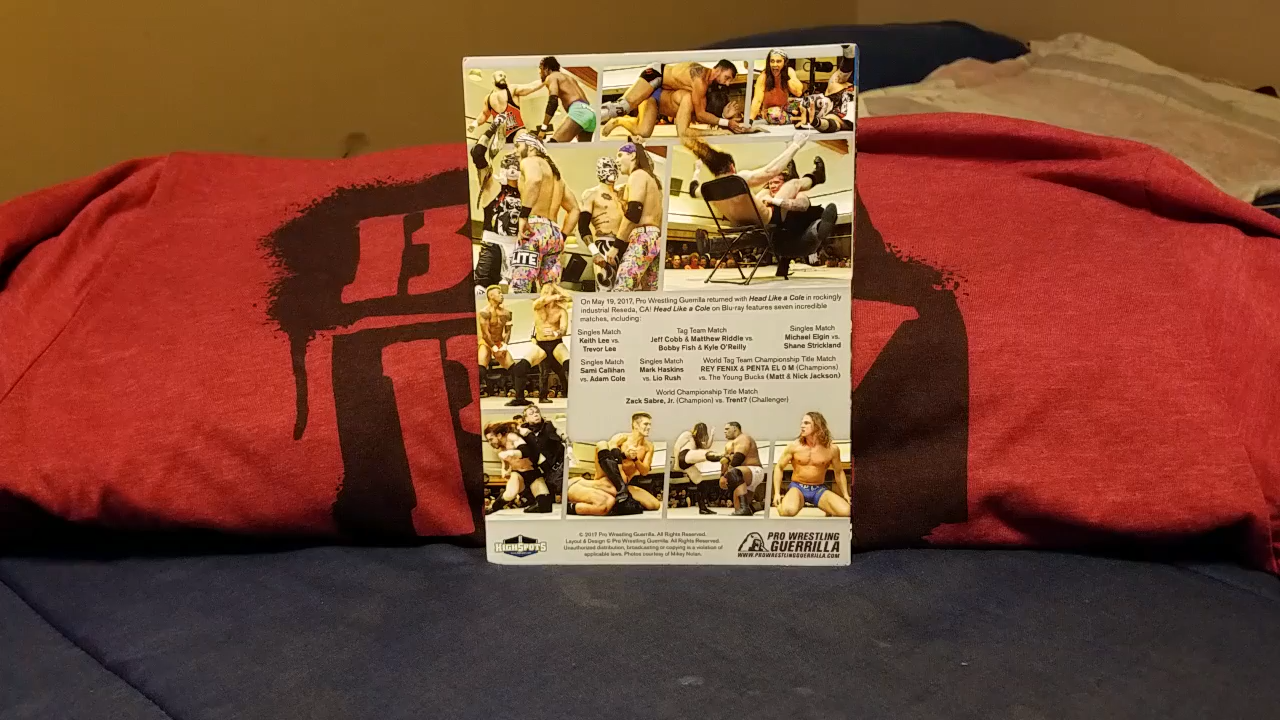 ELITE
On May 19, 2017, Pro Wrestling Guerrilla returned with Head Like a Cole in rockingly
industrial Reseda, CA! Head Like a Cole on Blu-ray features seven incredible
matches, including:
Singles Match
Keith Lee vs.
Trevor Lee
Tag Team Match
Jeff Cobb & Matthew Riddle vs.
Bobby Fish & Kyle O'Reilly
Singles Match
Michael Elgin vs.
Shane Strickland
Singles Match
Sami Callihan
vs. Adam Cole
Singles Match
Mark Haskins
vs. Lio Rush
World Tag Team Championship Title Match
REY FENIX & PENTA EL 0 M (Champions)
vs. The Young Bucks (Matt & Nick Jackson)
World Championship Title Match
Zack Sabre, Jr. (Champion) vs. Trent? (Challenger)
HIGHSPOTS
© 2017 Pro Wrestling Guerrilla. All Rights Reserved.
Layout & Design © Pro Wrestling Guerrilla. All Rights Reserved.
Unauthorized distribution, broadcasting or copying is a violation of
applicable laws. Photos courtesy of Mikey Nolan.
PRO WRESTLING
GUERRILLA
WWW.PROWRESTLINGGUERRILLA.COM